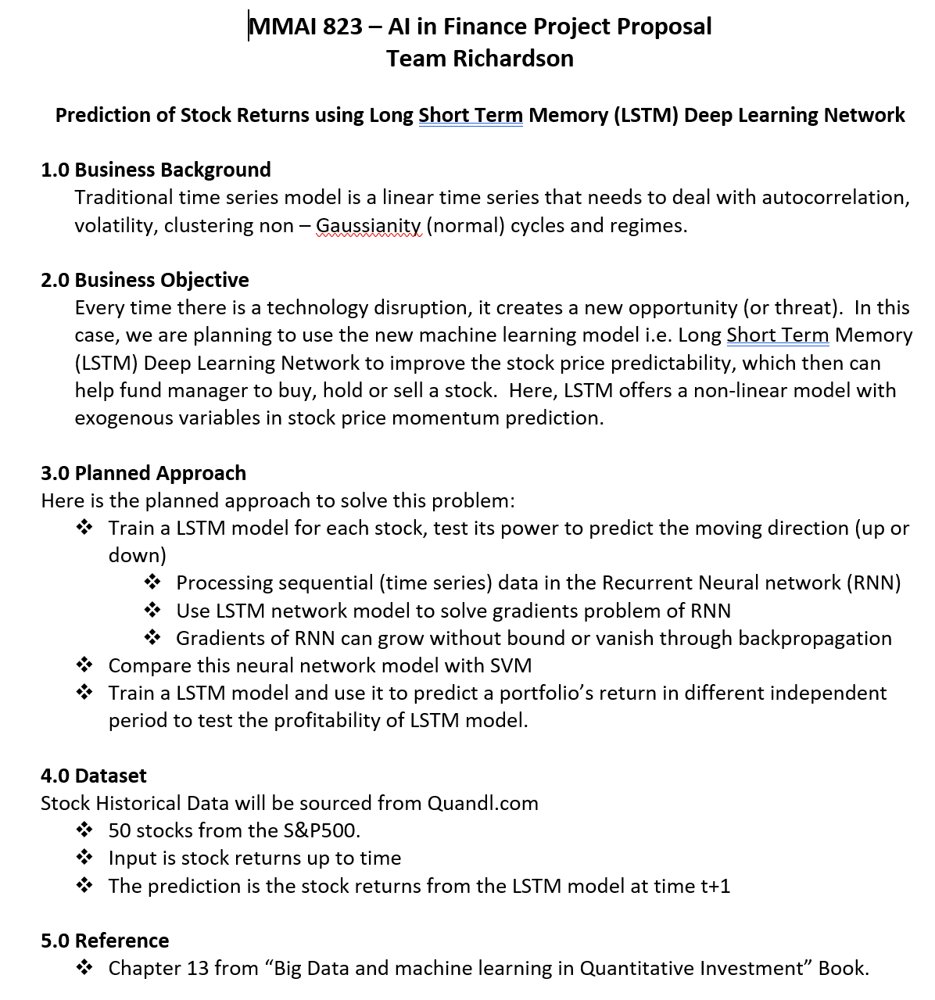 MMAI 823 – AI in Finance Project Proposal
Team Richardson
Prediction of Stock Returns using Long Short Term Memory (LSTM) Deep Learning Network
1.0 Business Background
Traditional time series model is a linear time series that needs to deal with autocorrelation,
volatility, clustering non – Gaussianity (normal) cycles and regimes.
2.0 Business Objective
Every time there is a technology disruption, it creates a new opportunity (or threat).  In this
case, we are planning to use the new machine learning model i.e. Long Short Term Memory
(LSTM) Deep Learning Network to improve the stock price predictability, which then can
help fund manager to buy, hold or sell a stock.  Here, LSTM offers a non-linear model with
exogenous variables in stock price momentum prediction.
3.0 Planned Approach
Here is the planned approach to solve this problem:
❖ Train a LSTM model for each stock, test its power to predict the moving direction (up or
down)
❖ Processing sequential (time series) data in the Recurrent Neural network (RNN)
❖ Use LSTM network model to solve gradients problem of RNN
❖ Gradients of RNN can grow without bound or vanish through backpropagation
❖ Compare this neural network model with SVM
❖ Train a LSTM model and use it to predict a portfolio’s return in different independent
period to test the profitability of LSTM model.
4.0 Dataset
Stock Historical Data will be sourced from Quandl.com
❖ 50 stocks from the S&P500.
❖ Input is stock returns up to time
❖ The prediction is the stock returns from the LSTM model at time t+1
5.0 Reference
❖ Chapter 13 from “Big Data and machine learning in Quantitative Investment” Book.